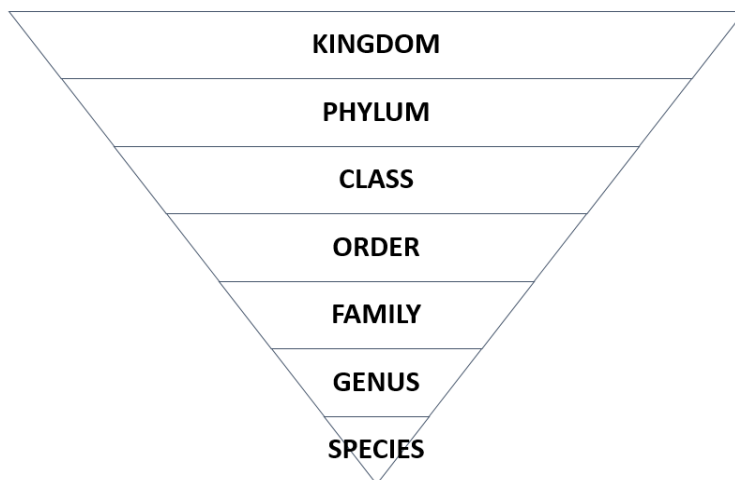 KINGDOM
PHYLUM
CLASS
ORDER
FAMILY
GENUS
SPECIES